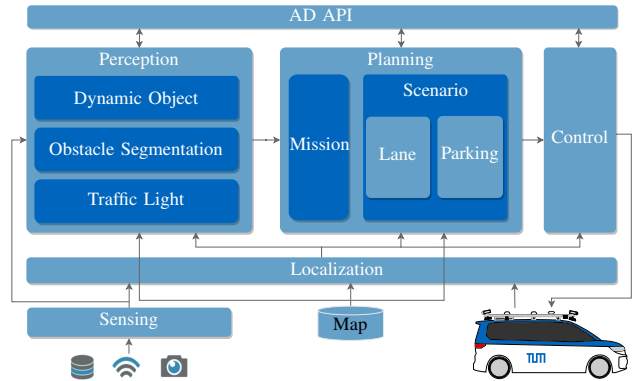 AD API
Perception
Dynamic Object
Obstacle Segmentation
Traffic Light
Planning
Mission
Scenario
Lane
Parking
Control
Localization
Sensing
Map
TUM